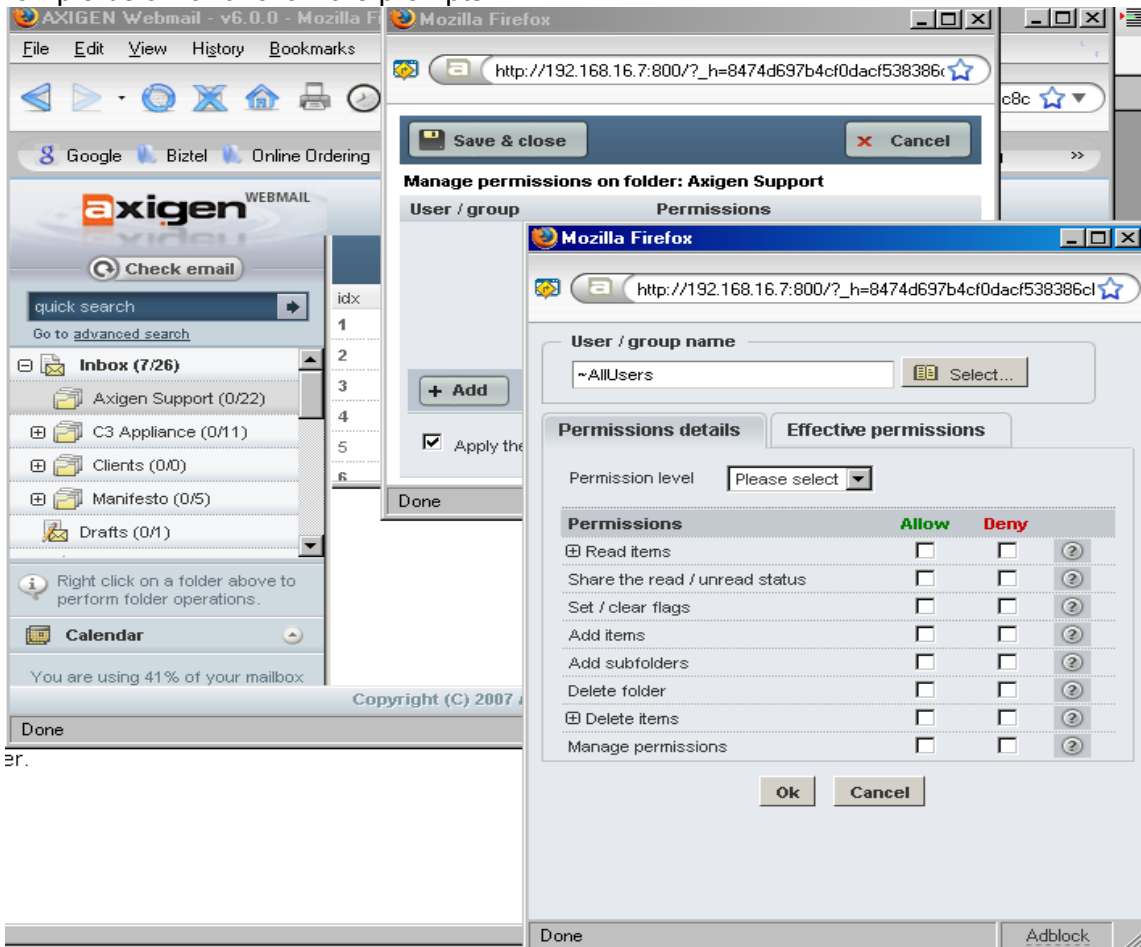 AXIGEN Webmail - v6.0.0 - Mozilla F
File Edit View History Bookmarks
Google Biztel Online Ordering
axigen WEBMAIL
Check email
quick search
Go to advanced search
Inbox (7/26)
Axigen Support (0/22)
C3 Appliance (0/11)
Clients (0/0)
Manifesto (0/5)
Drafts (0/1)
Right click on a folder above to
perform folder operations.
Calendar
You are using 41% of your mailbox
idx
1
2
3
4
5
6
Copyright (C) 2007
Done
er.
c8c
»
Mozilla Firefox
http://192.168.16.7:800/?_h=8474d697b4cf0dacf538386
Save & close
Cancel
Manage permissions on folder: Axigen Support
User / group Permissions
+ Add
Apply the
Done
Mozilla Firefox
http://192.168.16.7:800/?_h=8474d697b4cf0dacf538386cl
User / group name
~AllUsers Select...
Permissions details Effective permissions
Permission level Please select
Permissions Allow Deny
Read items
Share the read / unread status
Set / clear flags
Add items
Add subfolders
Delete folder
Delete items
Manage permissions
Ok Cancel
Done Adblock